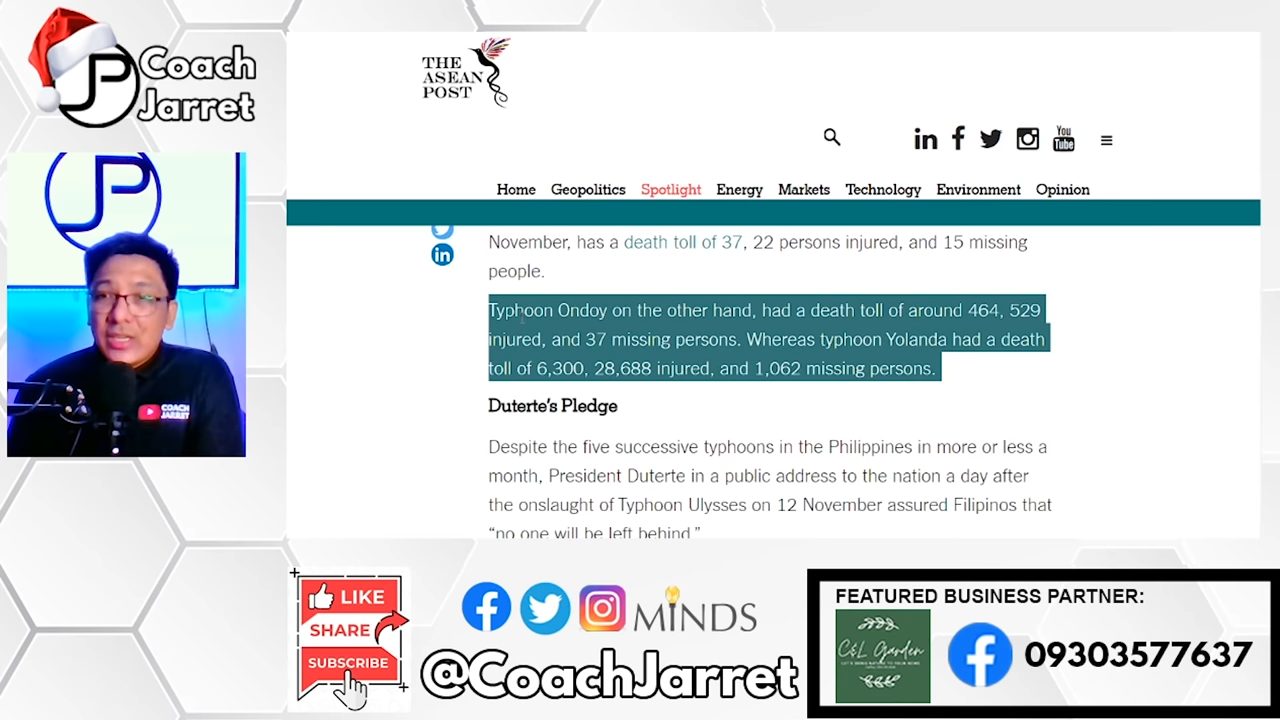 Coach
Jarret
THE
ASEAN
POST
You
Tube
Home Geopolitics Spotlight Energy Markets Technology Environment Opinion
November, has a death toll of 37, 22 persons injured, and 15 missing
people.
Typhoon Ondoy on the other hand, had a death toll of around 464, 529
injured, and 37 missing persons. Whereas typhoon Yolanda had a death
toll of 6,300, 28,688 injured, and 1,062 missing persons.
Duterte's Pledge
Despite the five successive typhoons in the Philippines in more or less a
month, President Duterte in a public address to the nation a day after
the onslaught of Typhoon Ulysses on 12 November assured Filipinos that
“no one will be left behind.”
COACH
JARRET
LIKE
SHARE
SUBSCRIBE
MINDS
@CoachJarret
FEATURED BUSINESS PARTNER:
C&L Garden
09303577637